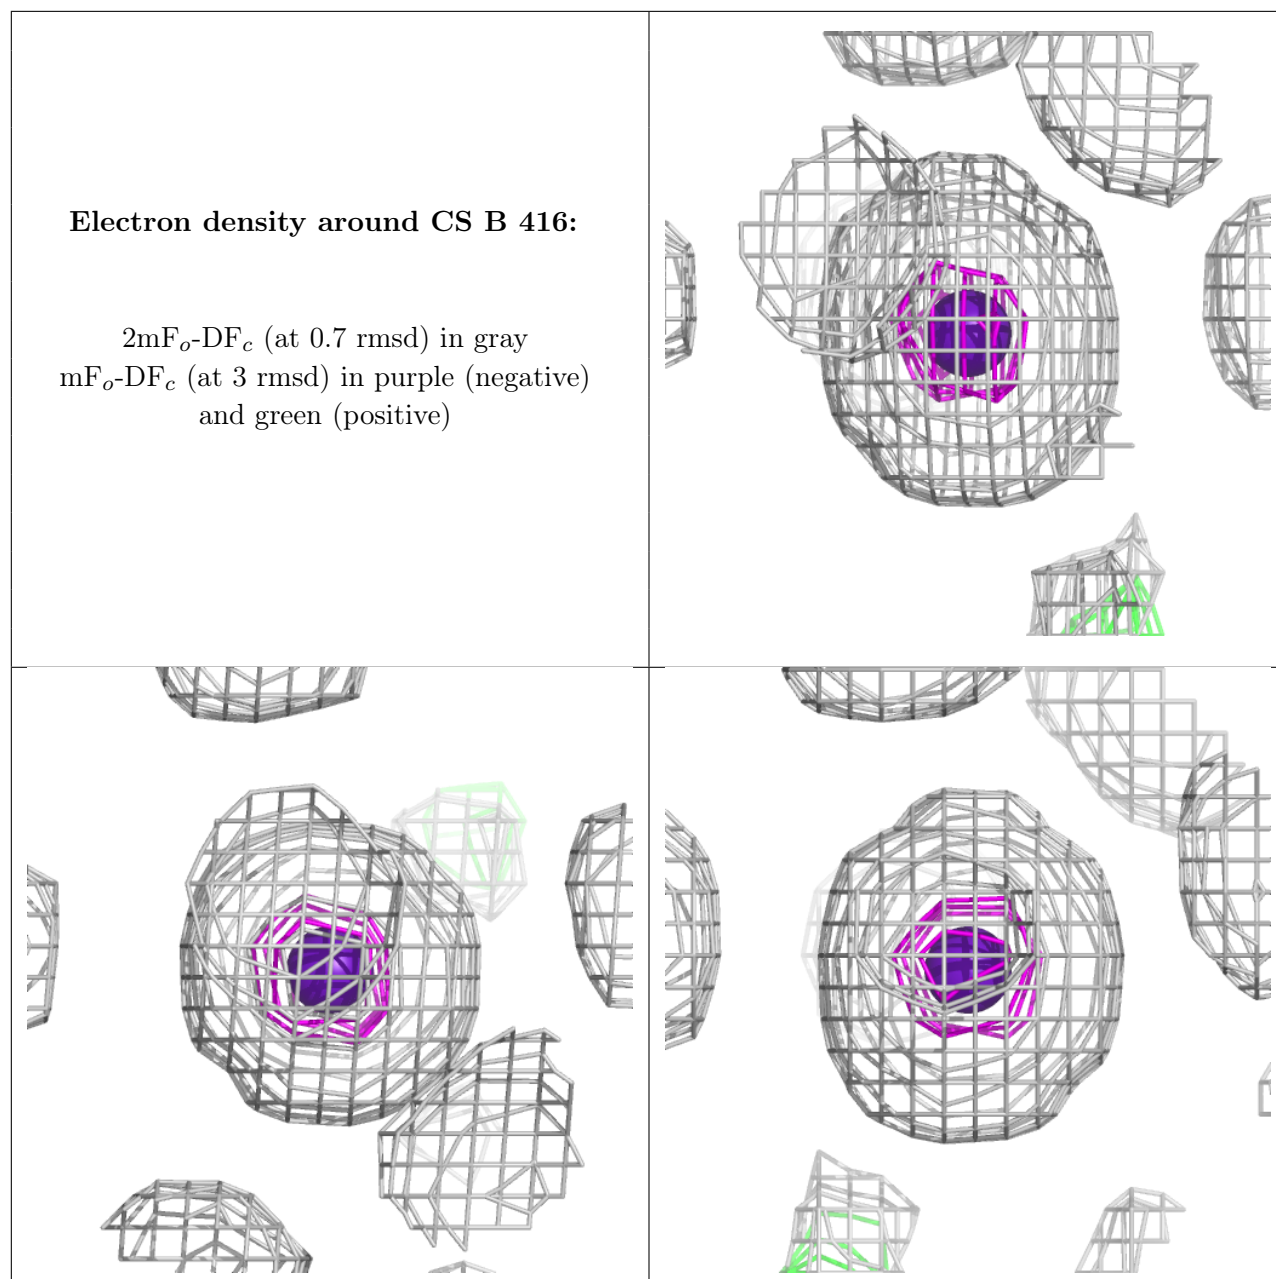 Electron density around CS B 416:
2mFo-DFc (at 0.7 rmsd) in gray
mFo-DFc (at 3 rmsd) in purple (negative)
and green (positive)